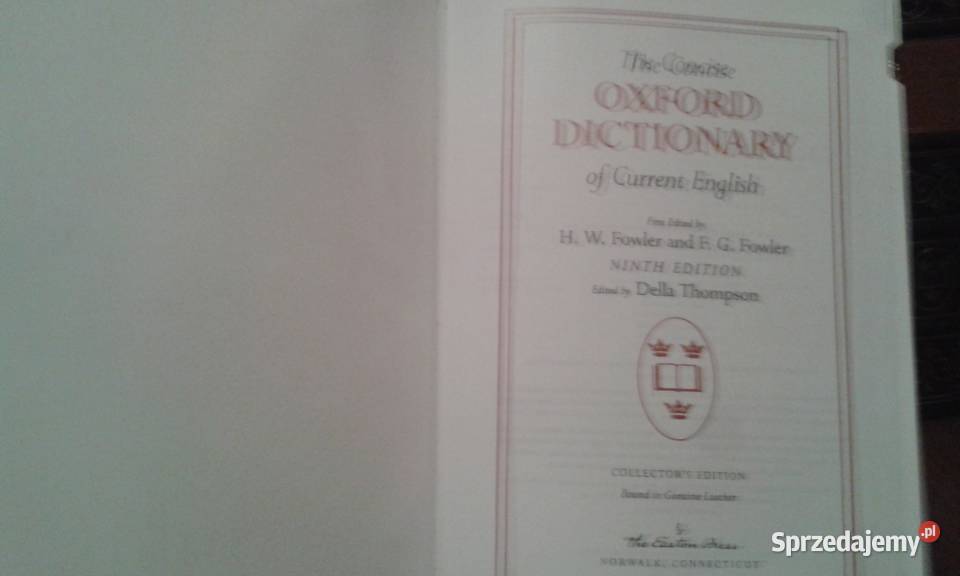 The Concise
OXFORD
DICTIONARY
of Current English
First Edited by
H. W. Fowler and F. G. Fowler
NINTH EDITION
Edited by Della Thompson
COLLECTOR'S EDITION
Bound in Genuine Leather
The Easton Press
NORWALK, CONNECTICUT
Sprzedajemy.pl